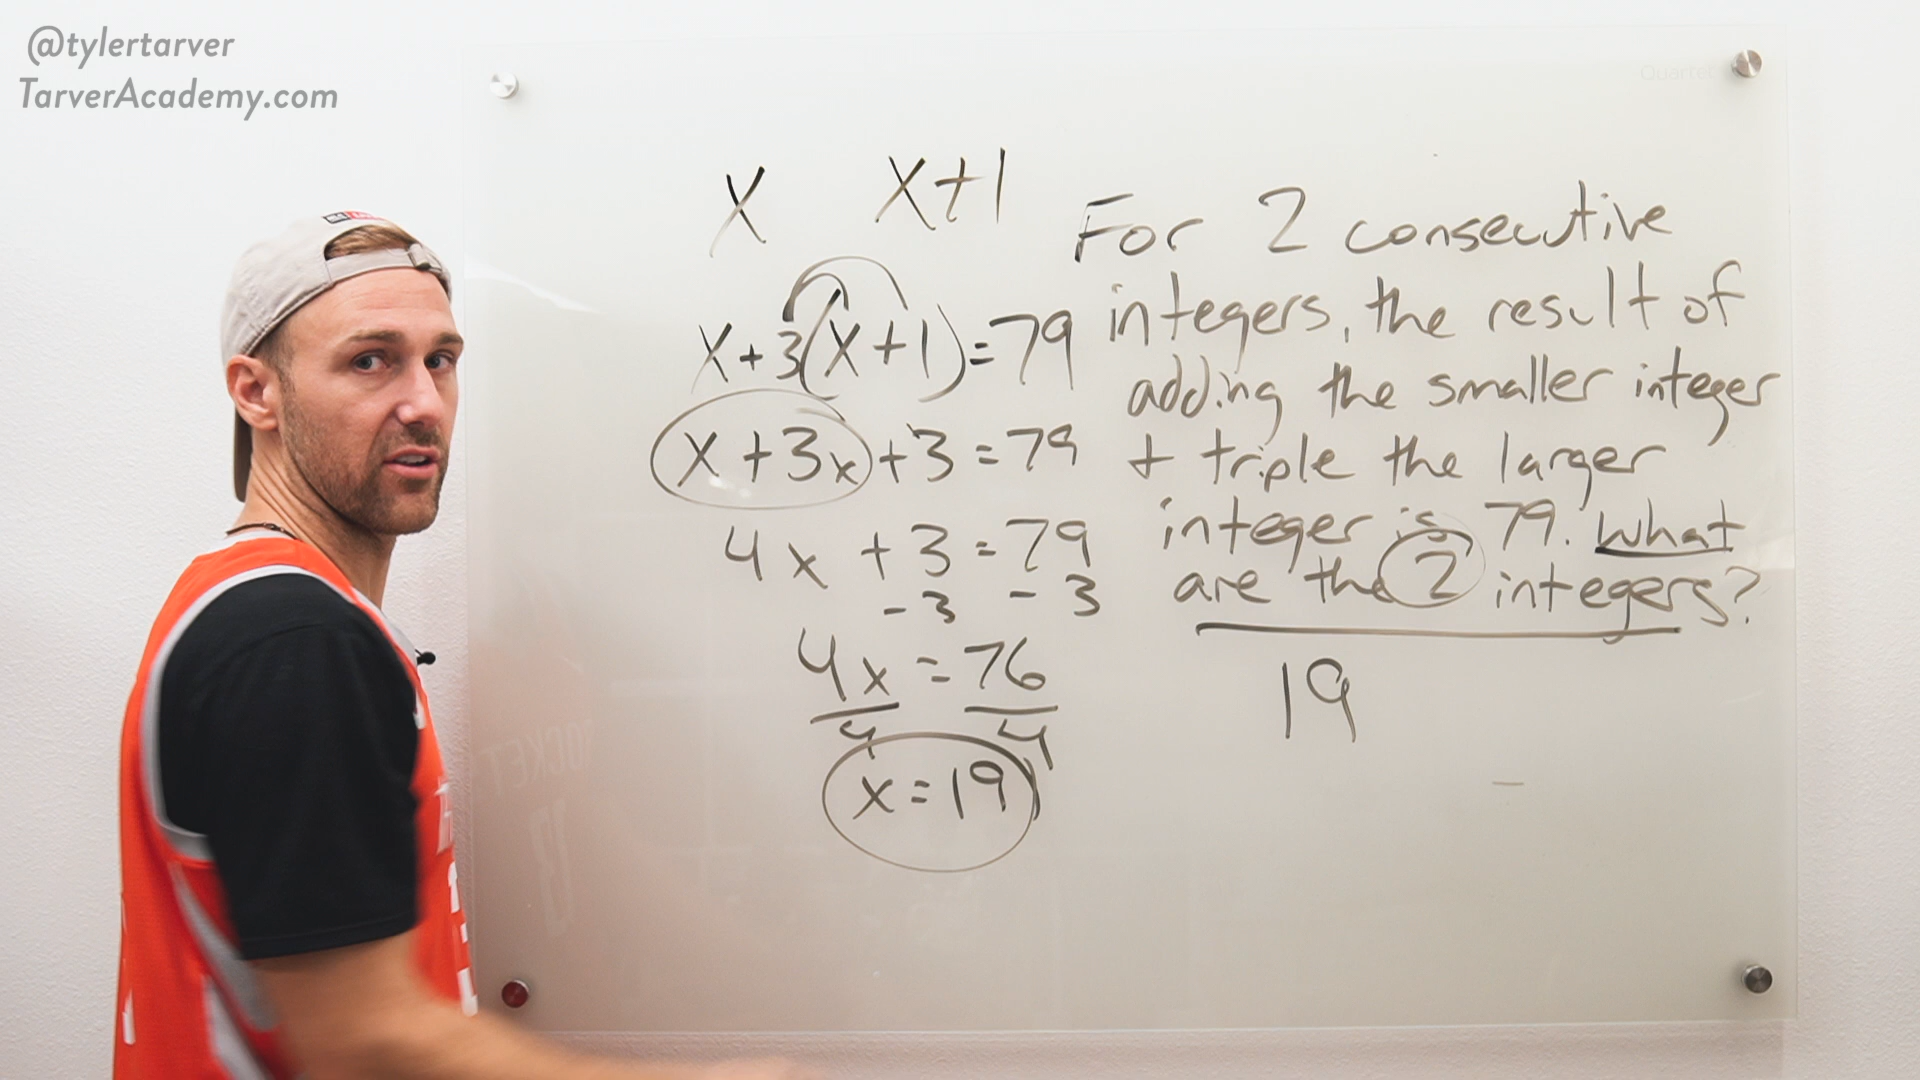 @tylertarver
TarverAcademy.com
Quartet
x x+1
x+3(x+1)=79
x+3x+3=79
4x+3=79
-3 -3
4x=76
4 4
x=19
For 2 consecutive
integers, the result of
adding the smaller integer
+ triple the larger
integer is 79. What
are the 2 integers?
19